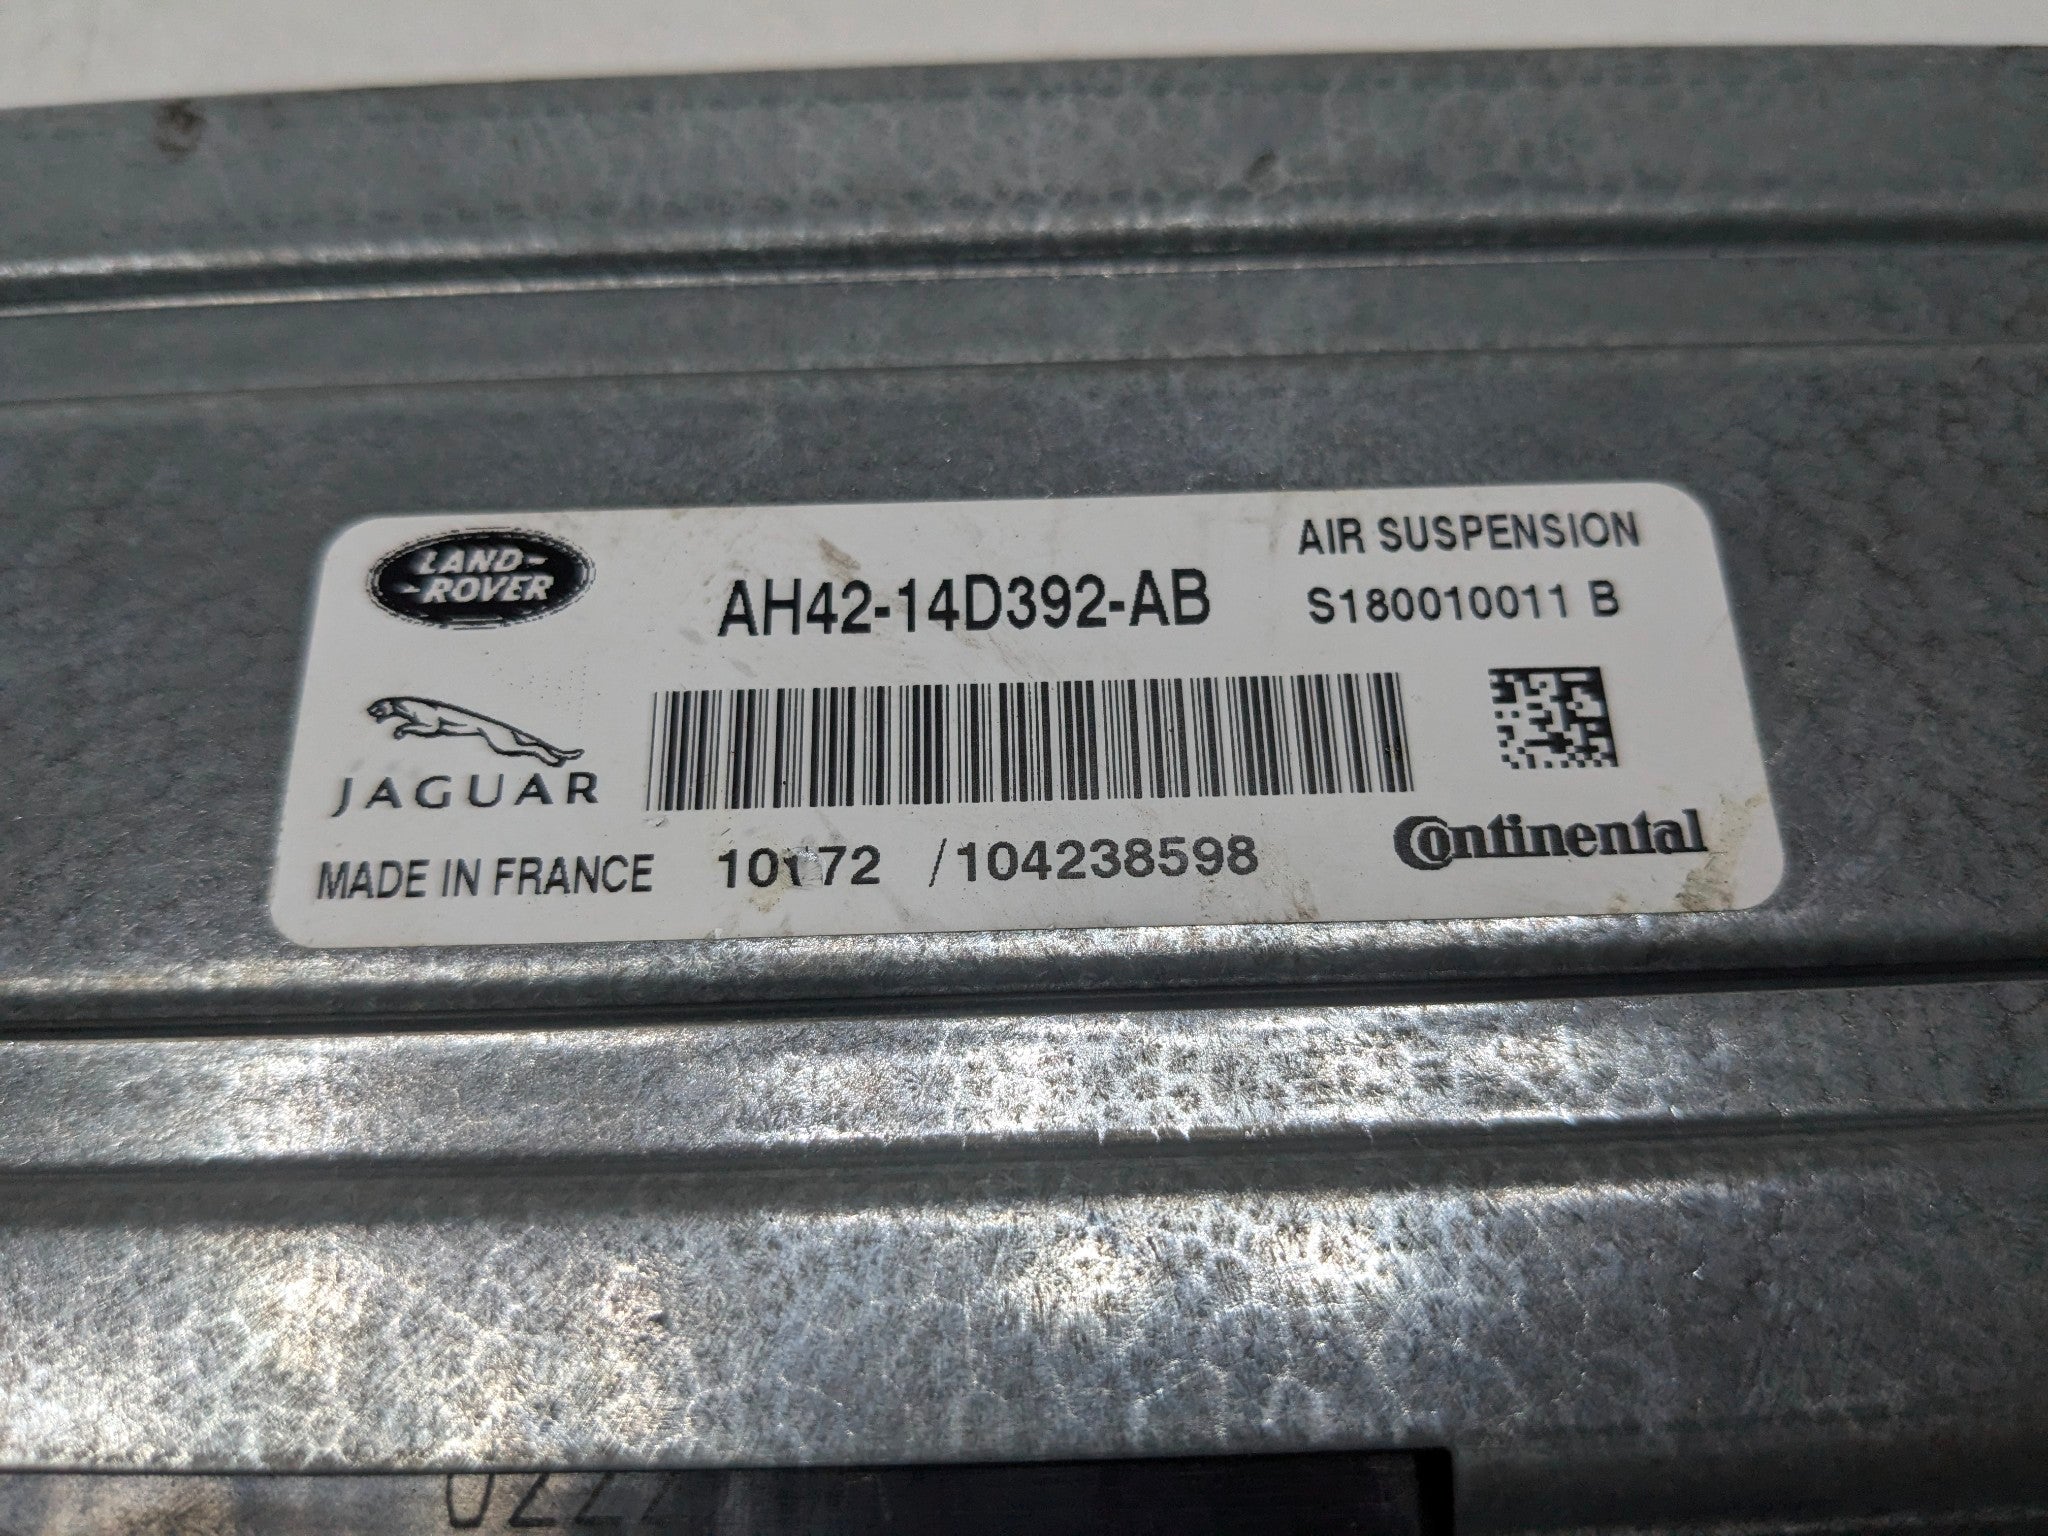 LAND-
-ROVER
AH42-14D392-AB
AIR SUSPENSION
S180010011 B
JAGUAR
Continental
MADE IN FRANCE /104238598